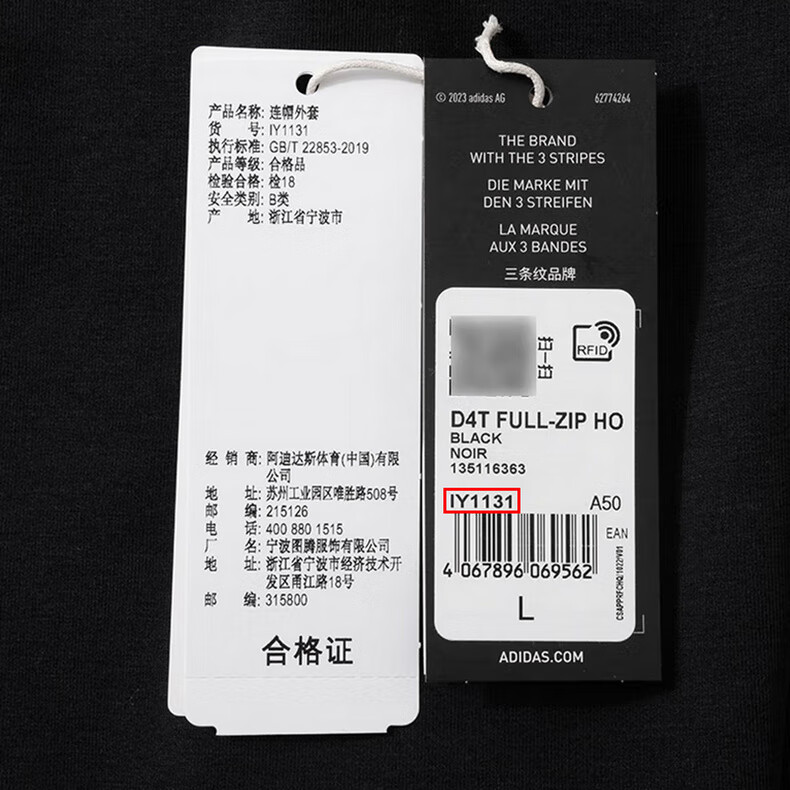 产品名称: 连帽外套
货 号: IY1131
执行标准: GB/T 22853-2019
产品等级: 合格品
检验合格: 检18
安全类别: B类
产 地: 浙江省宁波市
经 销 商: 阿迪达斯体育(中国)有限
公司
地 址: 苏州工业园区唯胜路508号
邮 编: 215126
电 话: 400 880 1515
厂 名: 宁波图腾服饰有限公司
地 址: 浙江省宁波市经济技术开
发区甬江路18号
邮 编: 315800
合格证
© 2023 adidas AG 62774264
THE BRAND
WITH THE 3 STRIPES
DIE MARKE MIT
DEN 3 STREIFEN
LA MARQUE
AUX 3 BANDES
三条纹品牌
扫一扫
RFID
D4T FULL-ZIP HO
BLACK
NOIR
135116363
IY1131 A50
EAN
4 067896 069562
L
ADIDAS.COM